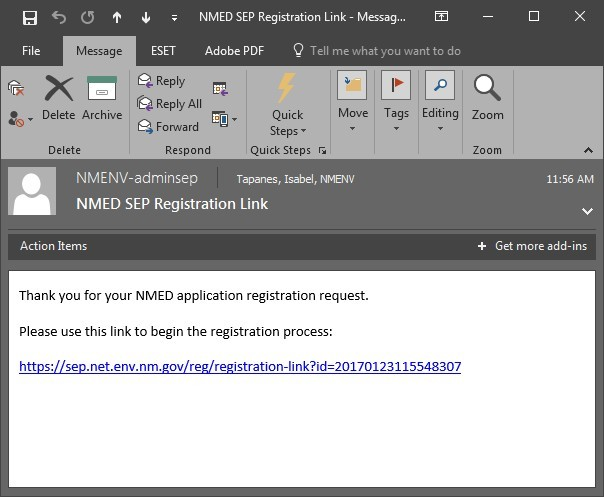 NMED SEP Registration Link - Messag...
File Message ESET Adobe PDF Tell me what you want to do
Delete Archive
Reply
Reply All
Forward
Quick
Steps
Move Tags Editing Zoom
Delete Respond Quick Steps Zoom
NMENV-adminsep Tapanes, Isabel, NMENV 11:56 AM
NMED SEP Registration Link
Action Items + Get more add-ins
Thank you for your NMED application registration request.
Please use this link to begin the registration process:
https://sep.net.env.nm.gov/reg/registration-link?id=20170123115548307